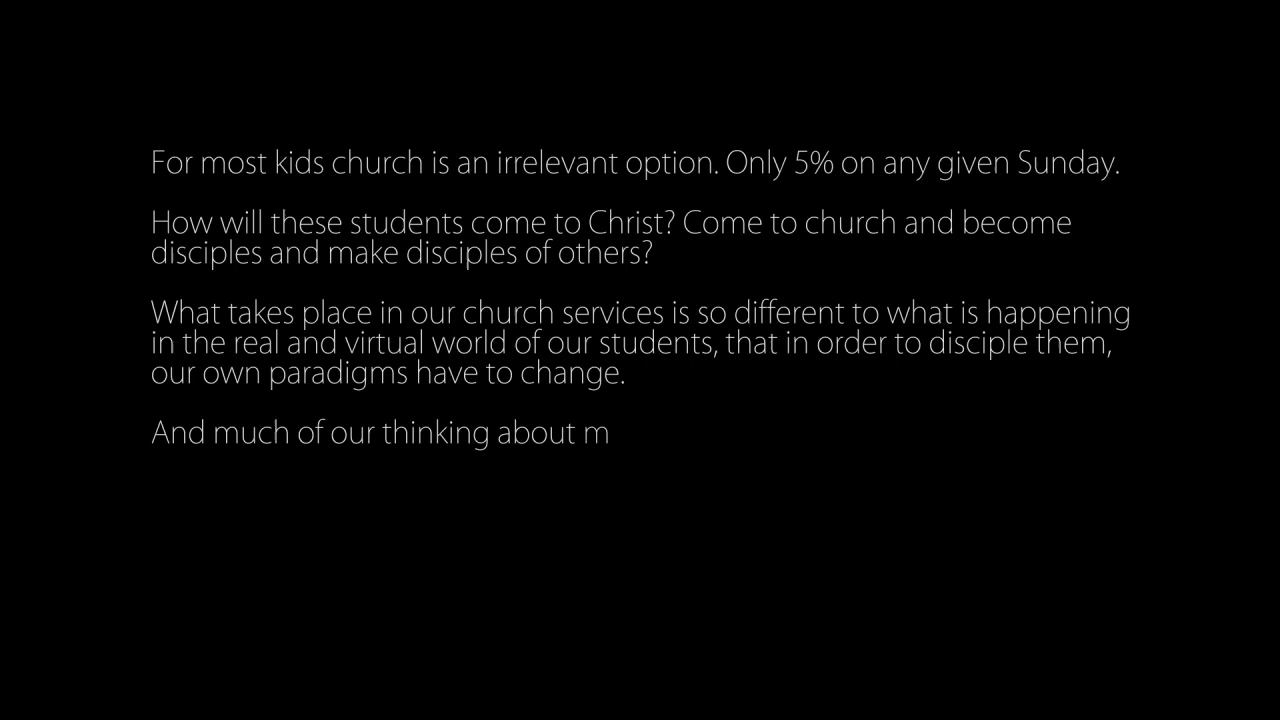 For most kids church is an irrelevant option. Only 5% on any given Sunday.
How will these students come to Christ? Come to church and become
disciples and make disciples of others?
What takes place in our church services is so different to what is happening
in the real and virtual world of our students, that in order to disciple them,
our own paradigms have to change.
And much of our thinking about m